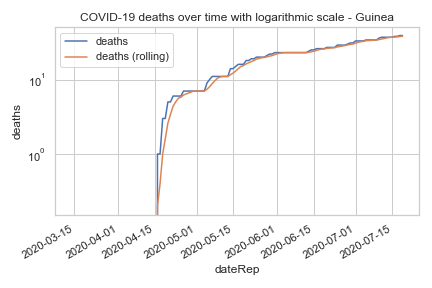 COVID-19 deaths over time with logarithmic scale - Guinea
deaths
deaths (rolling)
10¹
10⁰
deaths
2020-03-15
2020-04-01
2020-04-15
2020-05-01
2020-05-15
2020-06-01
2020-06-15
2020-07-01
2020-07-15
dateRep